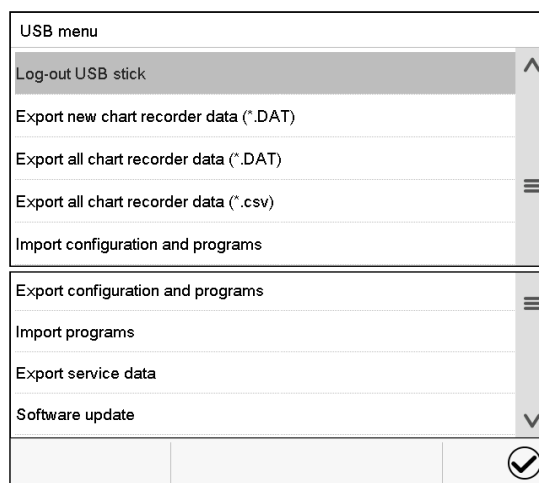 USB menu
Log-out USB stick
Export new chart recorder data (*.DAT)
Export all chart recorder data (*.DAT)
Export all chart recorder data (*.csv)
Import configuration and programs
Export configuration and programs
Import programs
Export service data
Software update